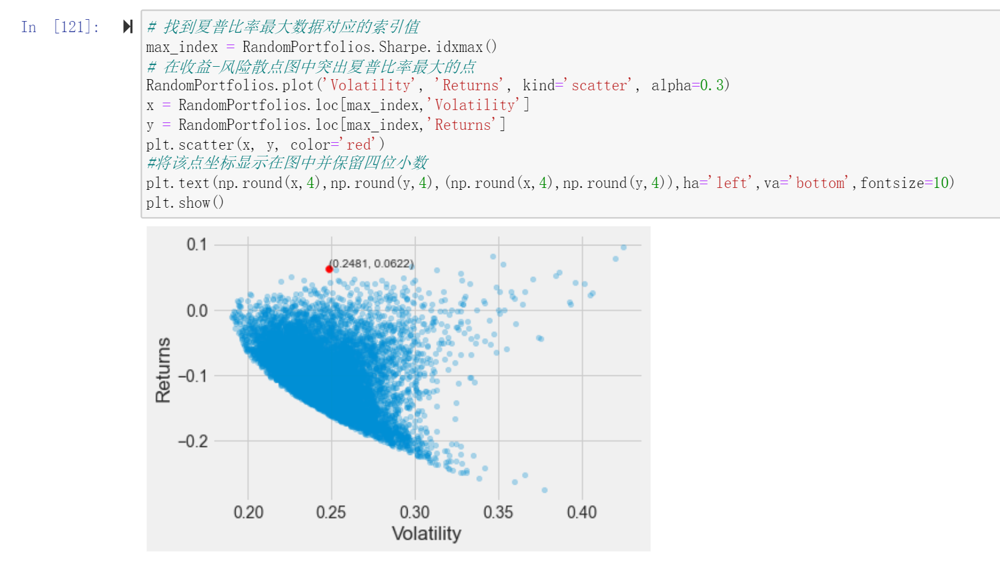 In [121]:
# 找到夏普比率最大数据对应的索引值
max_index = RandomPortfolios.Sharpe.idxmax()
# 在收益-风险散点图中突出夏普比率最大的点
RandomPortfolios.plot('Volatility', 'Returns', kind='scatter', alpha=0.3)
x = RandomPortfolios.loc[max_index,'Volatility']
y = RandomPortfolios.loc[max_index,'Returns']
plt.scatter(x, y, color='red')
#将该点坐标显示在图中并保留四位小数
plt.text(np.round(x,4),np.round(y,4),(np.round(x,4),np.round(y,4)),ha='left',va='bottom',fontsize=10)
plt.show()
0.1
(0.2481, 0.0622)
0.0
Returns
−0.1
−0.2
0.20 0.25 0.30 0.35 0.40
Volatility